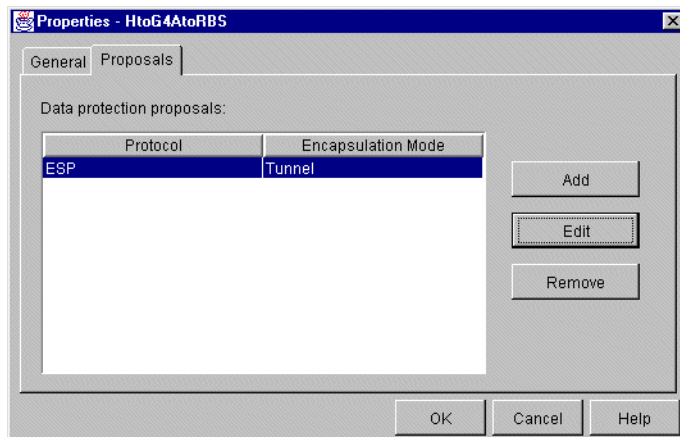 Properties - HtoG4AtoRBS
General Proposals
Data protection proposals:
Protocol Encapsulation Mode
ESP Tunnel
Add
Edit
Remove
OK Cancel Help